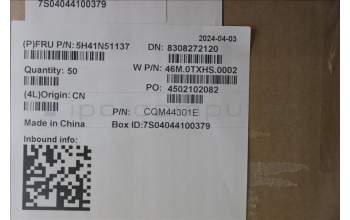 7S04044100379
2024-04-03
(P)FRU P/N: 5H41N51137 DN: 8308272120
Quantity: 50 W P/N: 46M.0TXHS.0002
(4L)Origin: CN PO: 4502102082
P/N: CQM44301E
Made in China Box ID:7S04044100379
Inbound info: